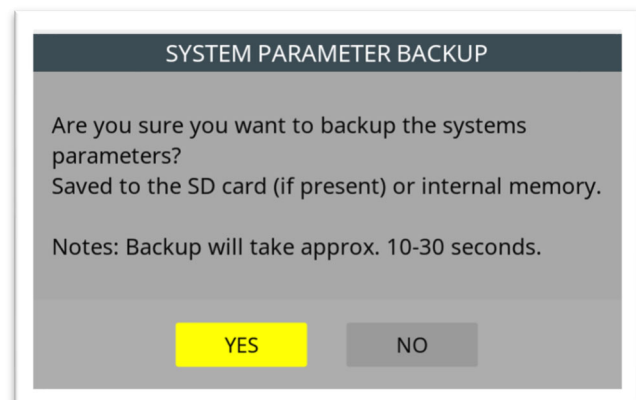 SYSTEM PARAMETER BACKUP
Are you sure you want to backup the systems
parameters?
Saved to the SD card (if present) or internal memory.
Notes: Backup will take approx. 10-30 seconds.
YES
NO